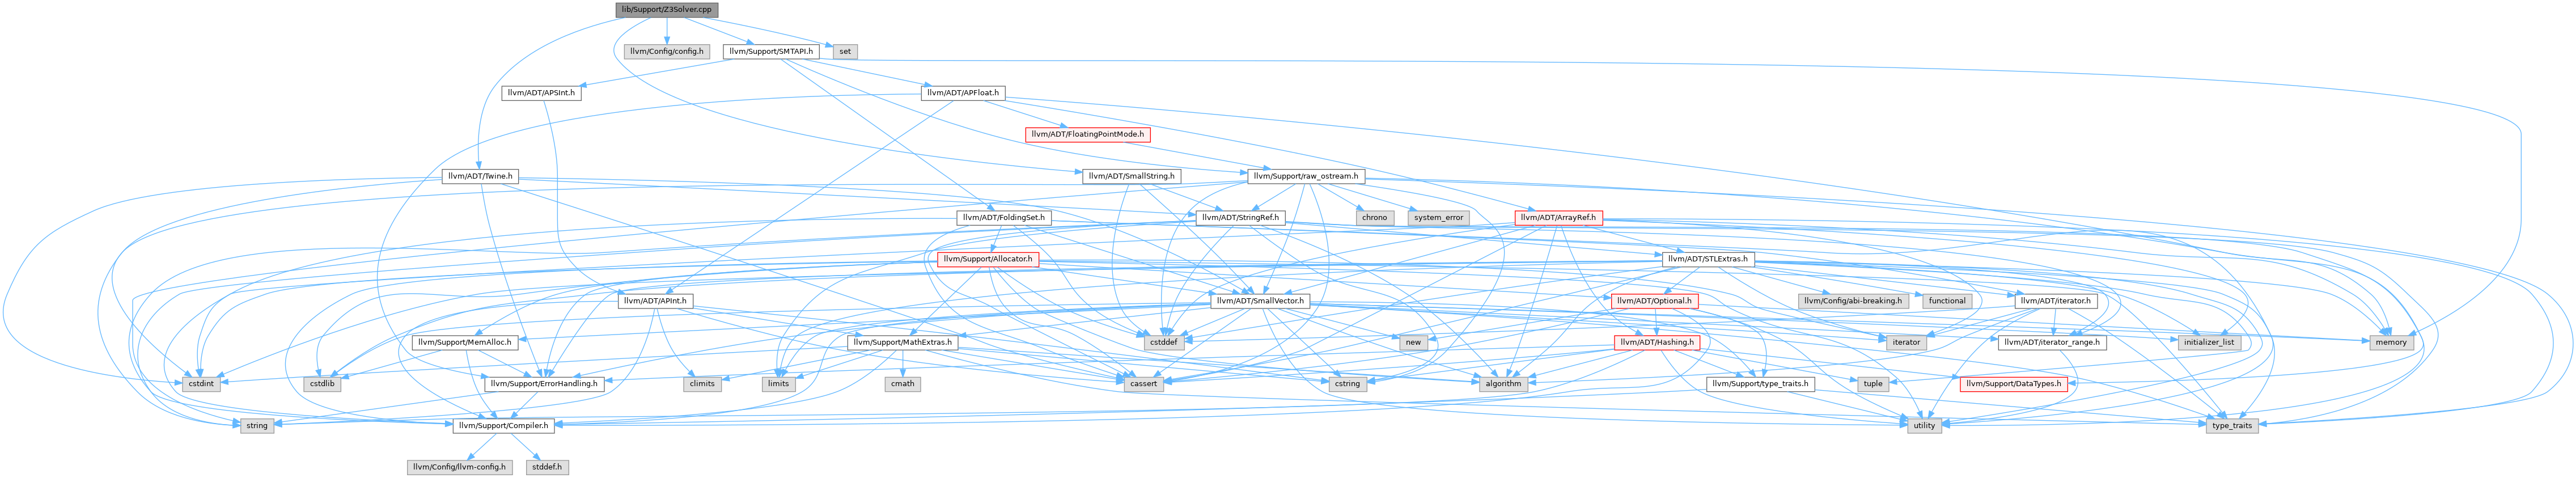 lib/Support/Z3Solver.cpp
llvm/Config/config.h
llvm/Support/SMTAPI.h
set
llvm/ADT/APSInt.h
llvm/ADT/APFloat.h
llvm/ADT/FloatingPointMode.h
llvm/ADT/Twine.h
llvm/ADT/SmallString.h
llvm/Support/raw_ostream.h
llvm/ADT/FoldingSet.h
llvm/ADT/StringRef.h
chrono
system_error
llvm/ADT/ArrayRef.h
llvm/Support/Allocator.h
llvm/ADT/STLExtras.h
llvm/ADT/APInt.h
llvm/ADT/SmallVector.h
llvm/ADT/Optional.h
llvm/Config/abi-breaking.h
functional
llvm/ADT/iterator.h
llvm/Support/MemAlloc.h
llvm/Support/MathExtras.h
cstddef
new
llvm/ADT/Hashing.h
iterator
llvm/ADT/iterator_range.h
initializer_list
memory
cstdint
cstdlib
llvm/Support/ErrorHandling.h
climits
limits
cmath
cassert
cstring
algorithm
llvm/Support/type_traits.h
tuple
llvm/Support/DataTypes.h
string
llvm/Support/Compiler.h
utility
type_traits
llvm/Config/llvm-config.h
stddef.h